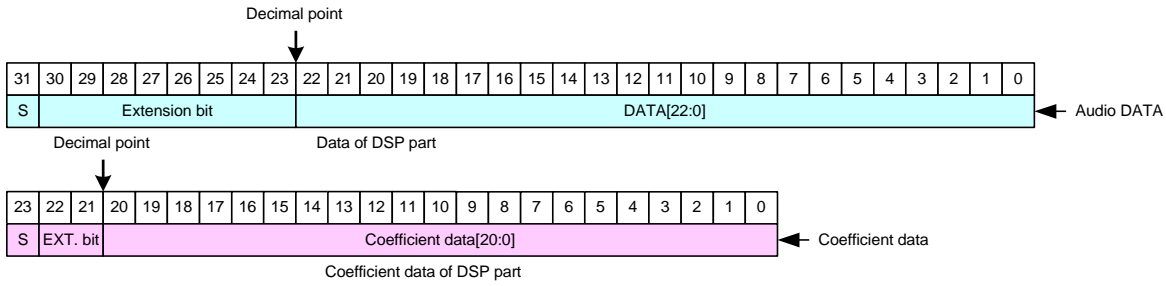 Decimal point
31 30 29 28 27 26 25 24 23 22 21 20 19 18 17 16 15 14 13 12 11 10 9 8 7 6 5 4 3 2 1 0
S Extension bit DATA[22:0] Audio DATA
Decimal point Data of DSP part
23 22 21 20 19 18 17 16 15 14 13 12 11 10 9 8 7 6 5 4 3 2 1 0
S EXT. bit Coefficient data[20:0] Coefficient data
Coefficient data of DSP part